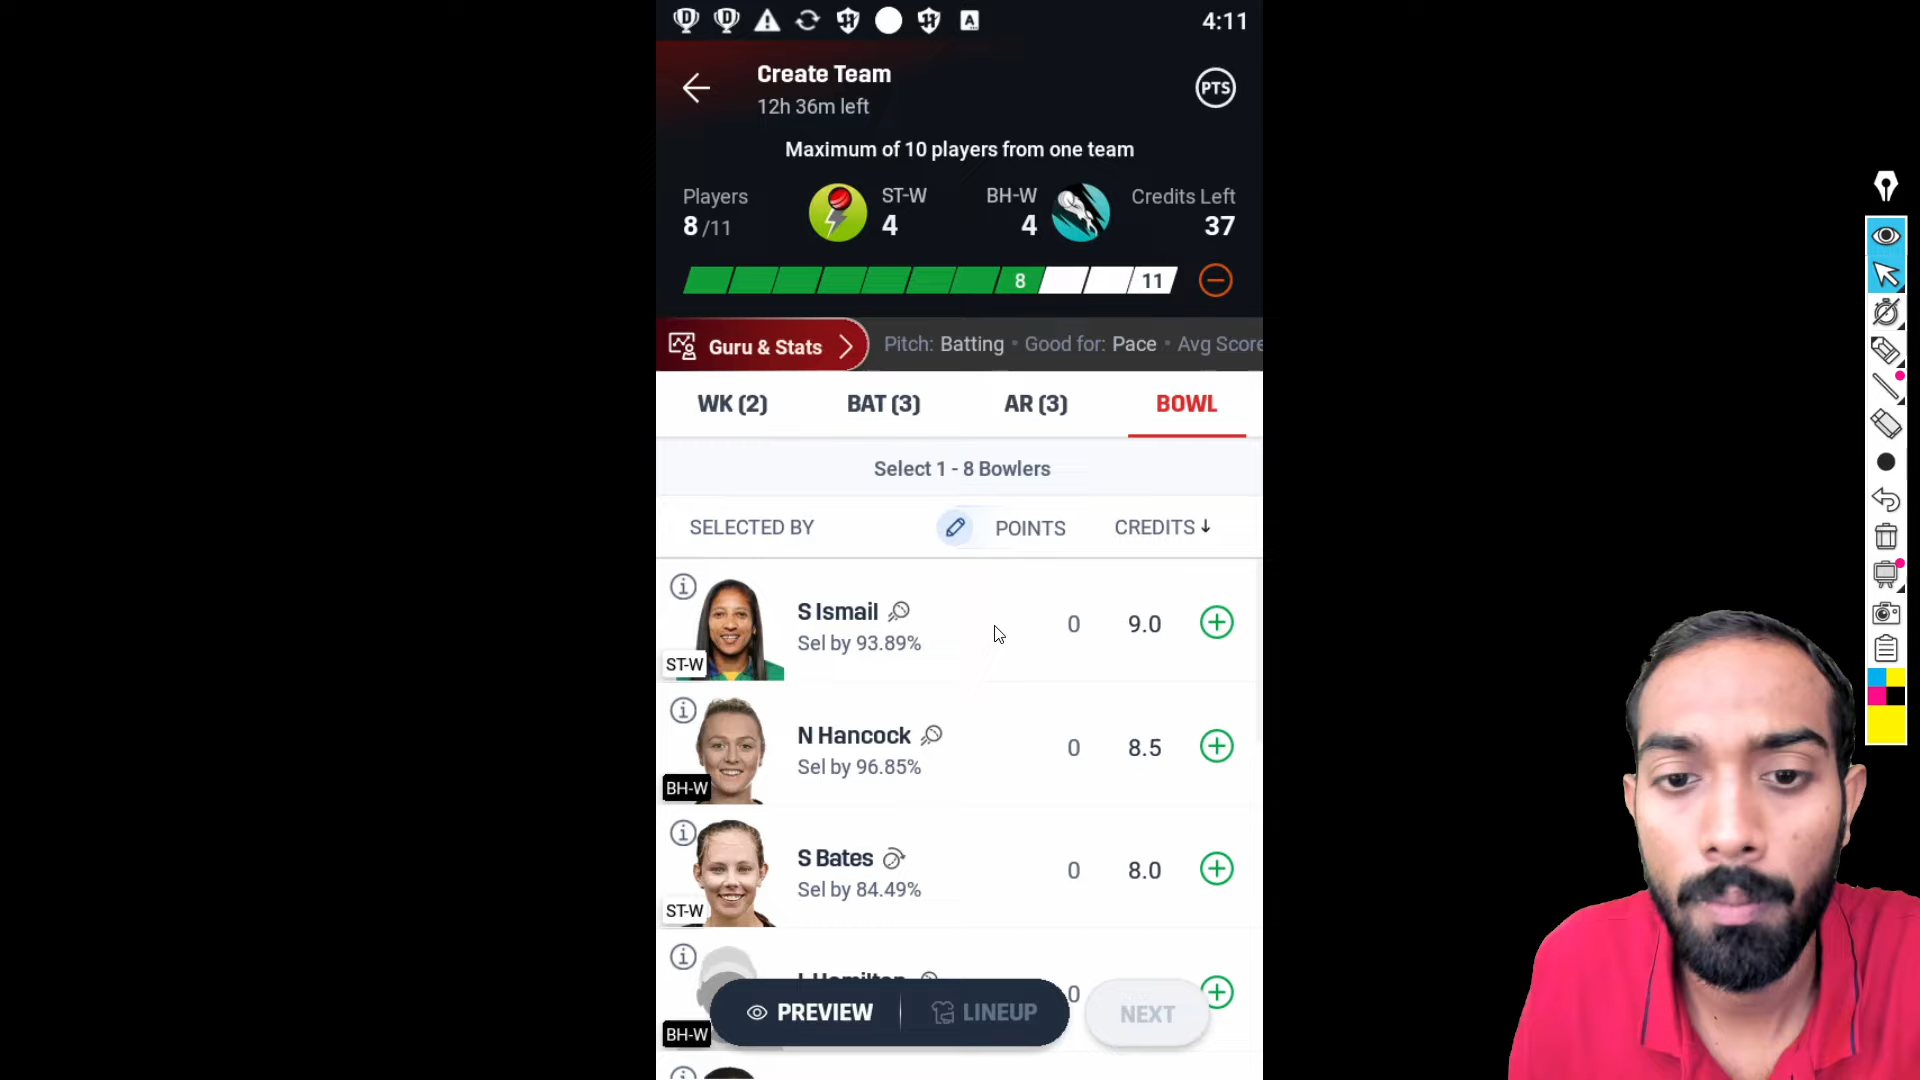 4:11
Create Team
12h 36m left
PTS
Maximum of 10 players from one team
Players
8 /11
ST-W
4
BH-W
4
Credits Left
37
8
11
Guru & Stats
Pitch: Batting • Good for: Pace • Avg Score
WK (2)
BAT (3)
AR (3)
BOWL
Select 1 - 8 Bowlers
SELECTED BY
POINTS
CREDITS ↓
S Ismail
Sel by 93.89%
0
9.0
ST-W
N Hancock
Sel by 96.85%
0
8.5
BH-W
S Bates
Sel by 84.49%
0
8.0
ST-W
0
BH-W
PREVIEW
LINEUP
NEXT